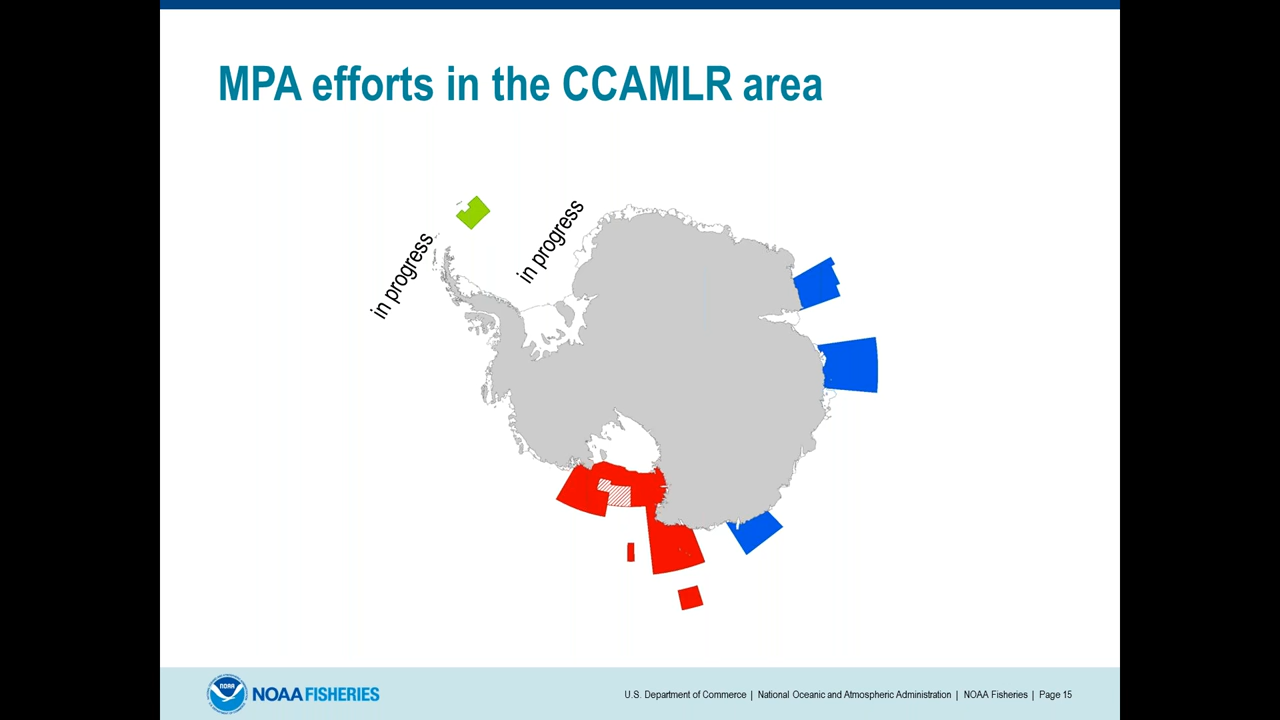 MPA efforts in the CCAMLR area
in progress
in progress
NOAA
NOAA FISHERIES
U.S. Department of Commerce | National Oceanic and Atmospheric Administration | NOAA Fisheries | Page 15